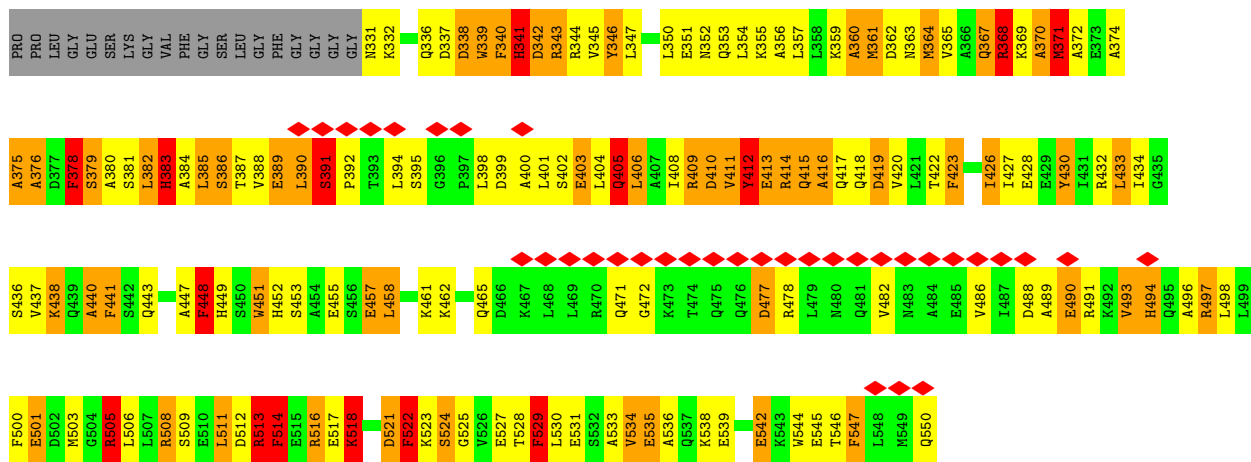 PRO PRO LEU GLY GLU SER LYS GLY VAL PHE GLY SER LEU GLY PHE GLY GLY GLY GLY N331 K332 Q336 D337 D338 W339 F340 H341 D342 R343 R344 V345 Y346 L347 L350 E351 N352 Q353 L354 K355 A356 L357 L358 K359 A360 M361 D362 N363 M364 V365 A366 Q367 R368 K369 A370 M371 A372 E373 A374
A375 A376 D377 F378 S379 A380 S381 L382 H383 A384 L385 S386 T387 V388 E389 L390 S391 P392 T393 L394 S395 G396 P397 L398 D399 A400 L401 S402 E403 L404 Q405 L406 A407 I408 R409 D410 V411 Y412 E413 R414 Q415 A416 Q417 Q418 D419 V420 L421 T422 F423 I426 I427 E428 E429 Y430 I431 R432 L433 I434 G435
S436 V437 K438 Q439 A440 F441 S442 Q443 A447 F448 H449 S450 W451 H452 S453 A454 E455 S456 E457 L458 K461 K462 Q465 D466 K467 L468 L469 R470 Q471 G472 K473 T474 Q475 Q476 D477 R478 L479 N480 Q481 V482 N483 A484 E485 V486 I487 D488 A489 E490 R491 K492 V493 H494 Q495 A496 R497 L498 L499
F500 E501 D502 M503 G504 R505 L506 L507 R508 S509 E510 L511 D512 R513 F514 E515 R516 E517 K518 D521 F522 K523 S524 G525 V526 E527 T528 F529 L530 E531 S532 A533 V534 E535 A536 Q537 K538 E539 E542 K543 W544 E545 T546 F547 L548 M549 Q550